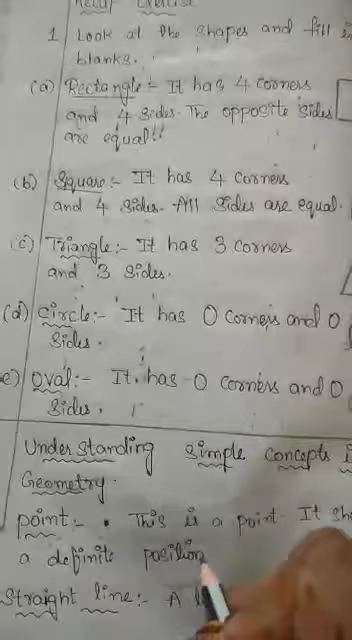 Recap Exercise
1. Look at the shapes and fill in
blanks.
(a) Rectangle:- It has 4 corners
and 4 sides. The opposite sides
are equal!!
(b) Square:- It has 4 corners
and 4 sides. All sides are equal.
(c) Triangle:- It has 3 corners
and 3 sides.
(d) Circle:- It has 0 corners and 0
sides.
(e) Oval:- It has 0 corners and 0
sides.
Understanding simple concepts
Geometry.
point:- . This is a point. It
a definite position
Straight line:- A